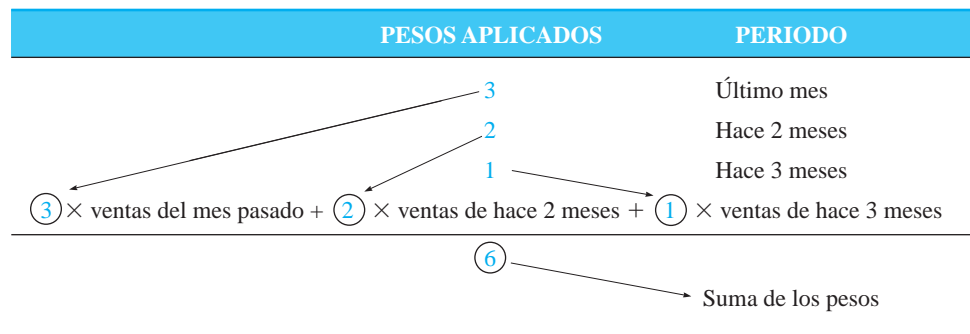 PESOS APLICADOS PERIODO
3 Último mes
2 Hace 2 meses
1 Hace 3 meses
3 × ventas del mes pasado + 2 × ventas de hace 2 meses + 1 × ventas de hace 3 meses
6
Suma de los pesos